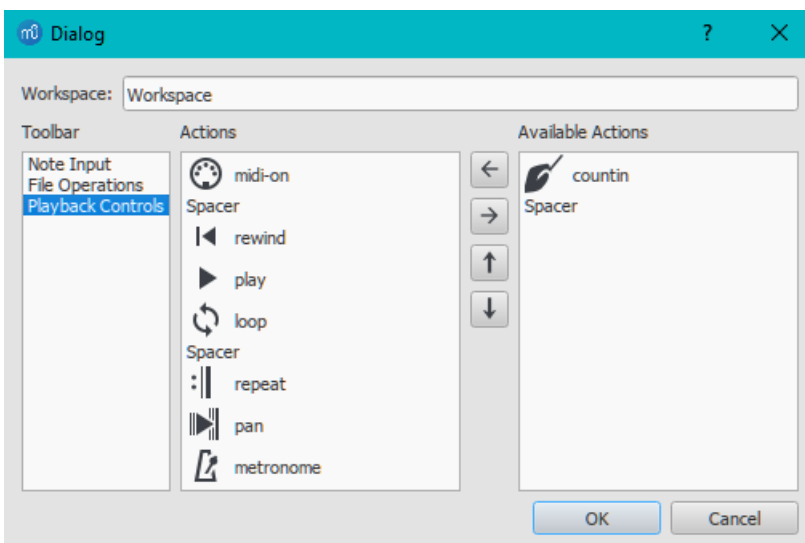 Dialog
Workspace: Workspace
Toolbar
Note Input
File Operations
Playback Controls
Actions
midi-on
Spacer
rewind
play
loop
Spacer
repeat
pan
metronome
Available Actions
countin
Spacer
OK
Cancel